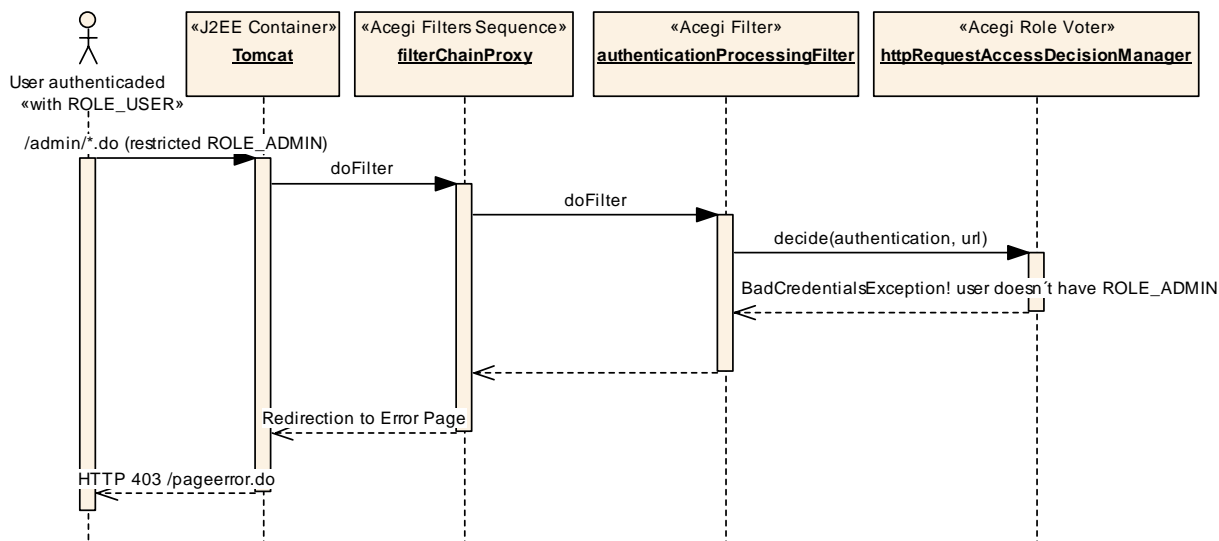 «J2EE Container»
Tomcat
«Acegi Filters Sequence»
filterChainProxy
«Acegi Filter»
authenticationProcessingFilter
«Acegi Role Voter»
httpRequestAccessDecisionManager
User authenticaded
«with ROLE_USER»
/admin/*.do (restricted ROLE_ADMIN)
doFilter
doFilter
decide(authentication, url)
BadCredentialsException! user doesn´t have ROLE_ADMIN
Redirection to Error Page
HTTP 403 /pageerror.do